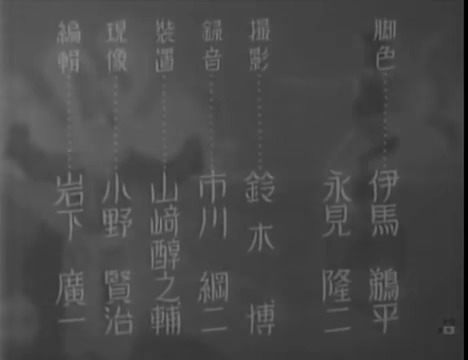 脚色……伊馬鵜平
永見隆二
撮影……鈴木博
録音……市川綱二
装置……山﨑醇之輔
現像……小野賢治
編輯……岩下廣一